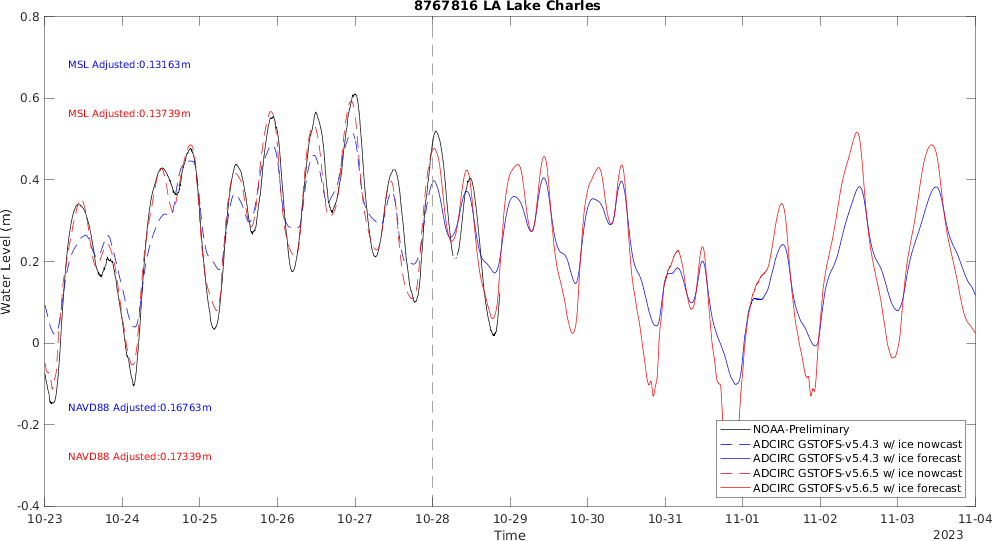 8767816 LA Lake Charles
0.8
MSL Adjusted:0.13163m
0.6
MSL Adjusted:0.13739m
0.4
Water Level (m)
0.2
0
NAVD88 Adjusted:0.16763m
-0.2
NOAA-Preliminary
ADCIRC GSTOFS-v5.4.3 w/ ice nowcast
NAVD88 Adjusted:0.17339m
ADCIRC GSTOFS-v5.4.3 w/ ice forecast
ADCIRC GSTOFS-v5.6.5 w/ ice nowcast
ADCIRC GSTOFS-v5.6.5 w/ ice forecast
-0.4
10-23 10-24 10-25 10-26 10-27 10-28 10-29 10-30 10-31 11-01 11-02 11-03 11-04
Time
2023